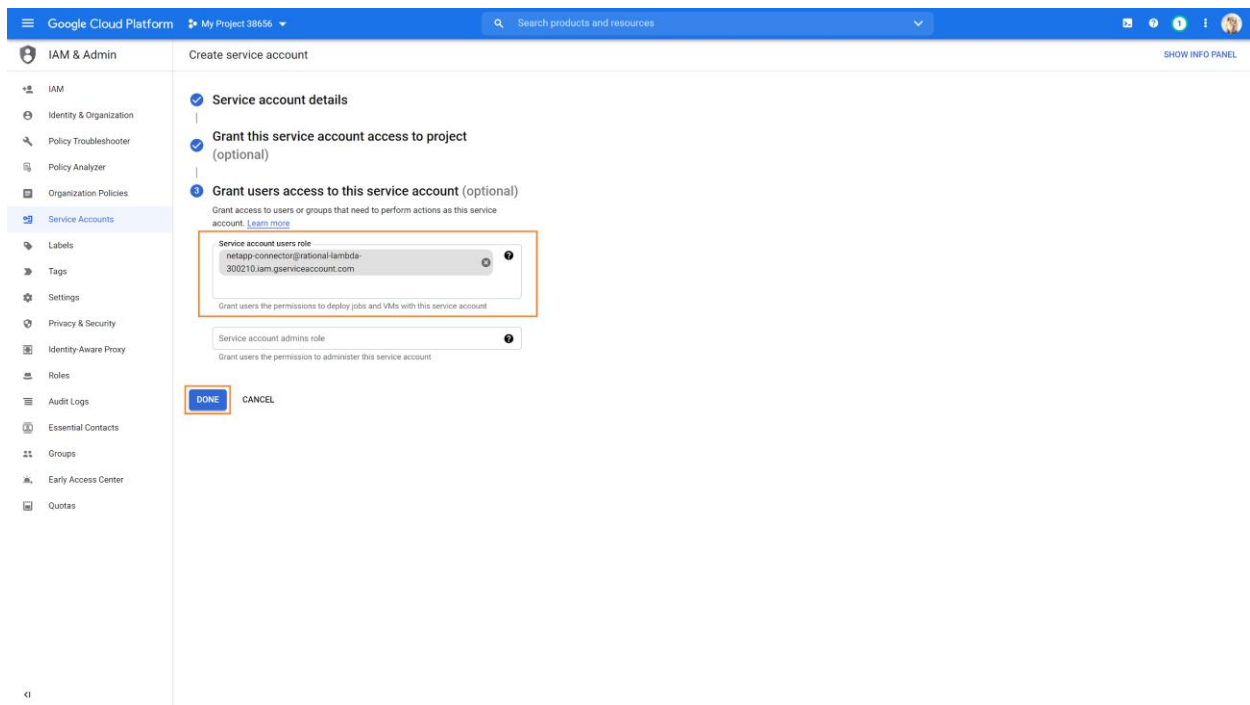 Google Cloud Platform
My Project 38656
Search products and resources
1
IAM & Admin
Create service account
SHOW INFO PANEL
IAM
Identity & Organization
Policy Troubleshooter
Policy Analyzer
Organization Policies
Service Accounts
Labels
Tags
Settings
Privacy & Security
Identity-Aware Proxy
Roles
Audit Logs
Essential Contacts
Groups
Early Access Center
Quotas
Service account details
Grant this service account access to project
(optional)
3 Grant users access to this service account (optional)
Grant access to users or groups that need to perform actions as this service
account. Learn more
Service account users role
netapp-connector@rational-lambda-
300210.iam.gserviceaccount.com
Grant users the permissions to deploy jobs and VMs with this service account
Service account admins role
Grant users the permission to administer this service account
DONE
CANCEL